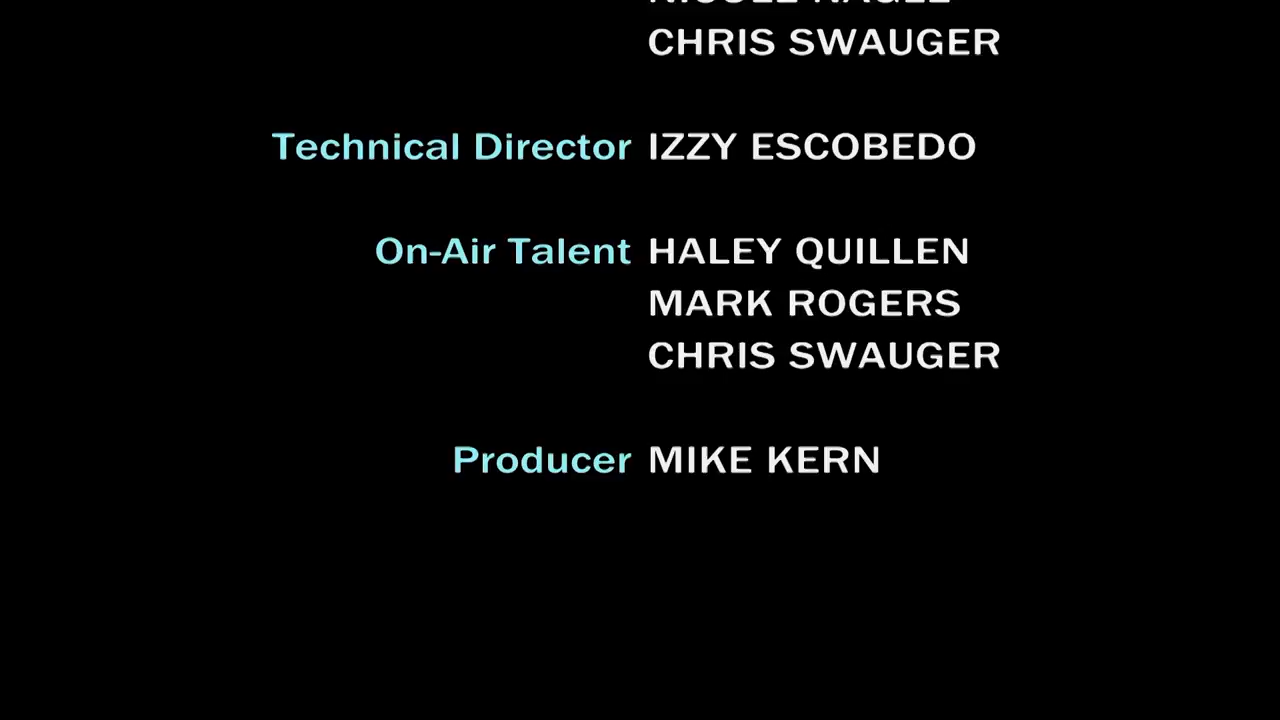 CHRIS SWAUGER
Technical Director IZZY ESCOBEDO
On-Air Talent HALEY QUILLEN
MARK ROGERS
CHRIS SWAUGER
Producer MIKE KERN